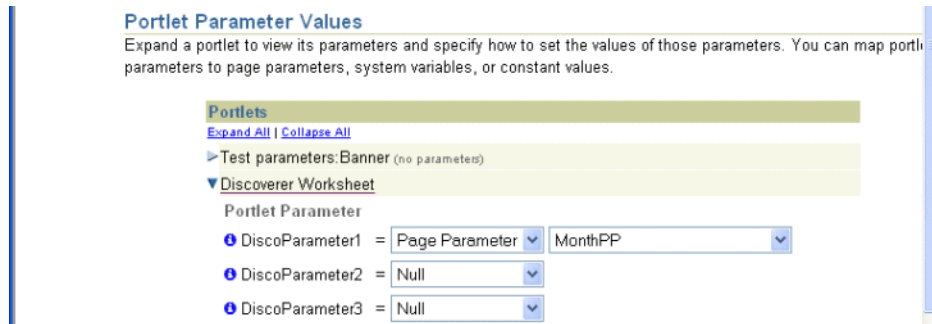 Portlet Parameter Values
Expand a portlet to view its parameters and specify how to set the values of those parameters. You can map
parameters to page parameters, system variables, or constant values.
Portlets
Expand All | Collapse All
Test parameters:Banner (no parameters)
Discoverer Worksheet
Portlet Parameter
DiscoParameter1 = Page Parameter MonthPP
DiscoParameter2 = Null
DiscoParameter3 = Null